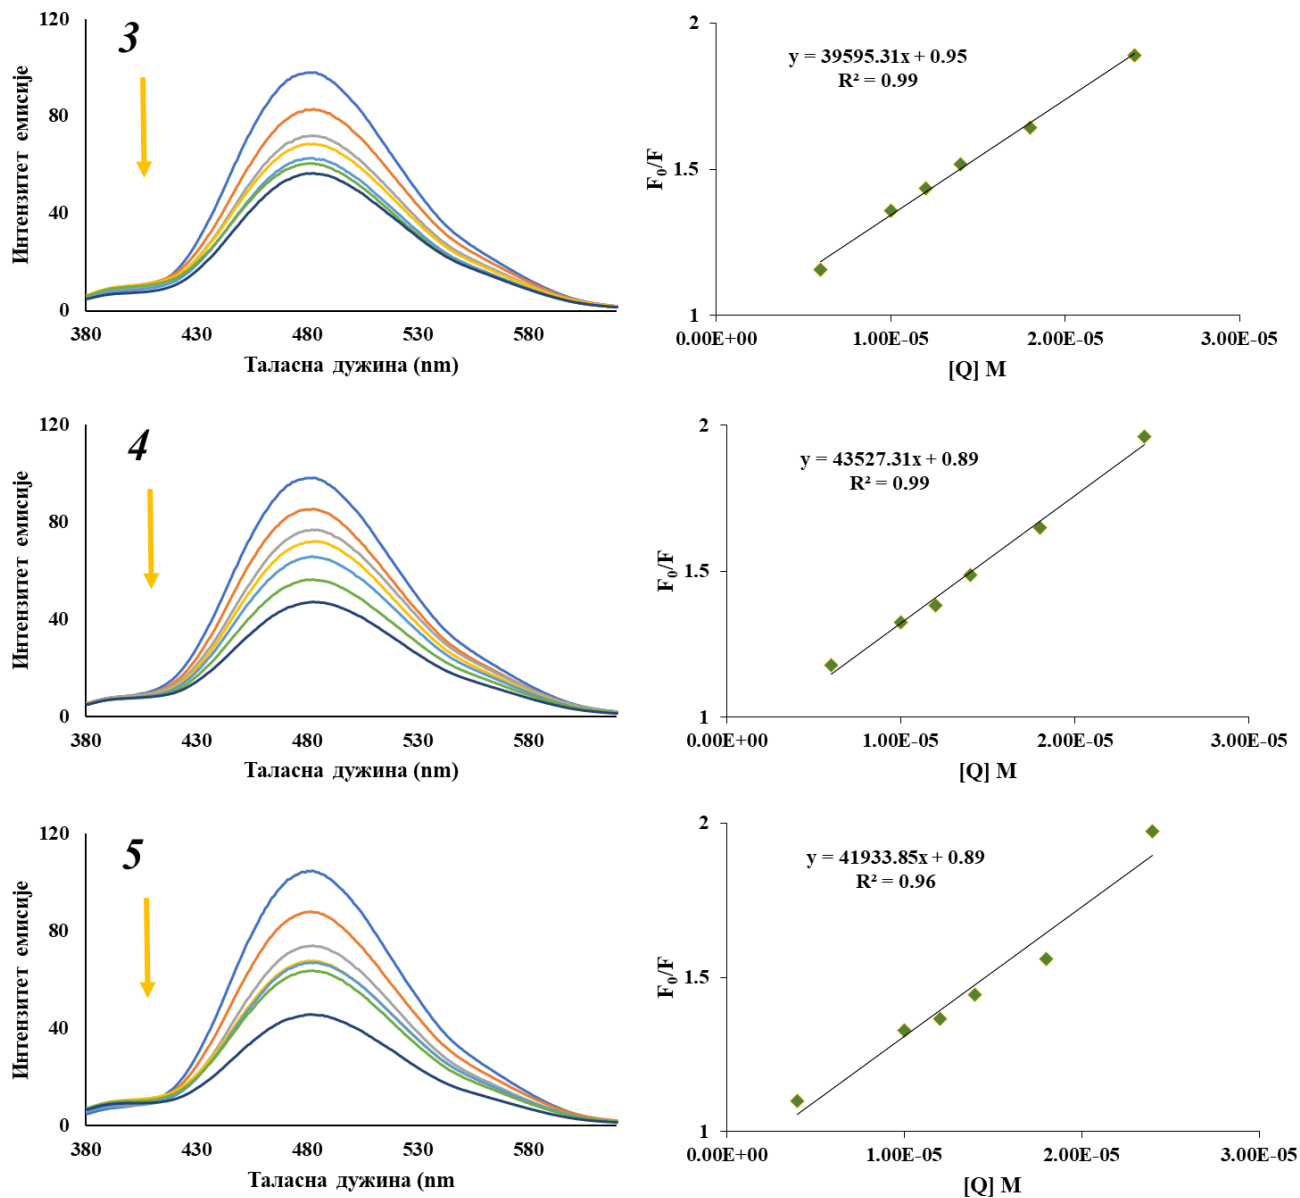 3
Интензитет емисије
120
80
40
0
380 430 480 530 580
Таласна дужина (nm)
y = 39595.31x + 0.95
R² = 0.99
F₀/F
2
1.5
1
0.00E+00 1.00E-05 2.00E-05 3.00E-05
[Q] M
4
Интензитет емисије
120
80
40
0
380 430 480 530 580
Таласна дужина (nm)
y = 43527.31x + 0.89
R² = 0.99
F₀/F
2
1.5
1
0.00E+00 1.00E-05 2.00E-05 3.00E-05
[Q] M
5
Интензитет емисије
120
80
40
0
380 430 480 530 580
Таласна дужина (nm
y = 41933.85x + 0.89
R² = 0.96
F₀/F
2
1.5
1
0.00E+00 1.00E-05 2.00E-05 3.00E-05
[Q] M